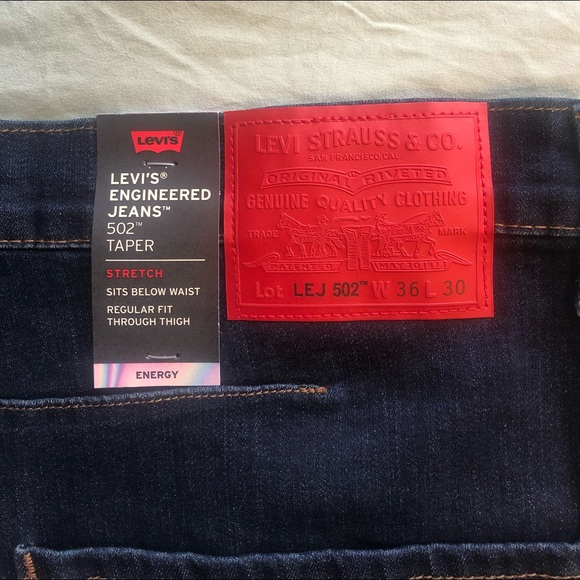 LEVI'S
LEVI'S®
ENGINEERED
JEANS™
502™
TAPER
STRETCH
SITS BELOW WAIST
REGULAR FIT
THROUGH THIGH
ENERGY
LEVI STRAUSS & CO.
SAN FRANCISCO, CAL.
ORIGINAL RIVETED
GENUINE QUALITY CLOTHING
TRADE MARK
PATENTED MAY 20 1873
Lot LEJ 502™ W 36 L 30